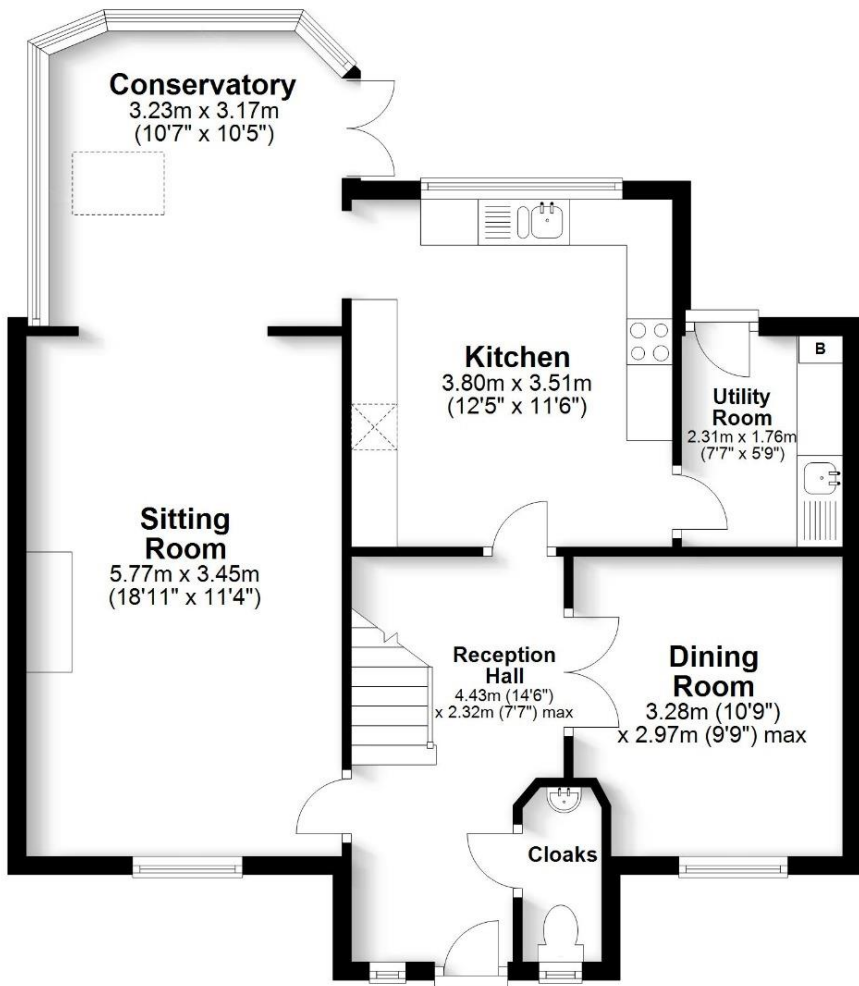 Conservatory
3.23m x 3.17m
(10'7" x 10'5")
Kitchen
3.80m x 3.51m
(12'5" x 11'6")
B
Utility
Room
2.31m x 1.76m
(7'7" x 5'9")
Sitting
Room
5.77m x 3.45m
(18'11" x 11'4")
Reception
Hall
4.43m (14'6")
x 2.32m (7'7") max
Dining
Room
3.28m (10'9")
x 2.97m (9'9") max
Cloaks